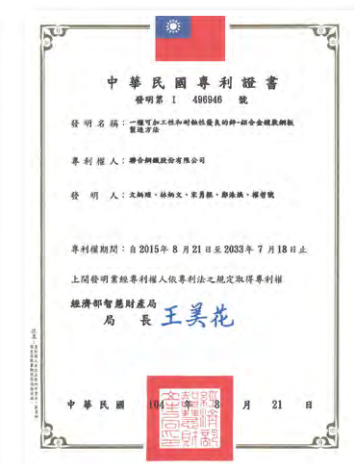 中華民國專利證書
發明第 I 496946 號
發明名稱：一種可加工性和耐蝕性優良的鋅-鋁合金鍍敷鋼板
製造方法
專利權人：聯合鋼鐵股份有限公司
發明人：
專利權期間：自2015年 8 月 21 日至2033年 7 月 18 日止
上開發明業經專利權人依專利法之規定取得專利權
經濟部智慧財產局
局長 王美花
中華民國 104 年 8 月 21 日